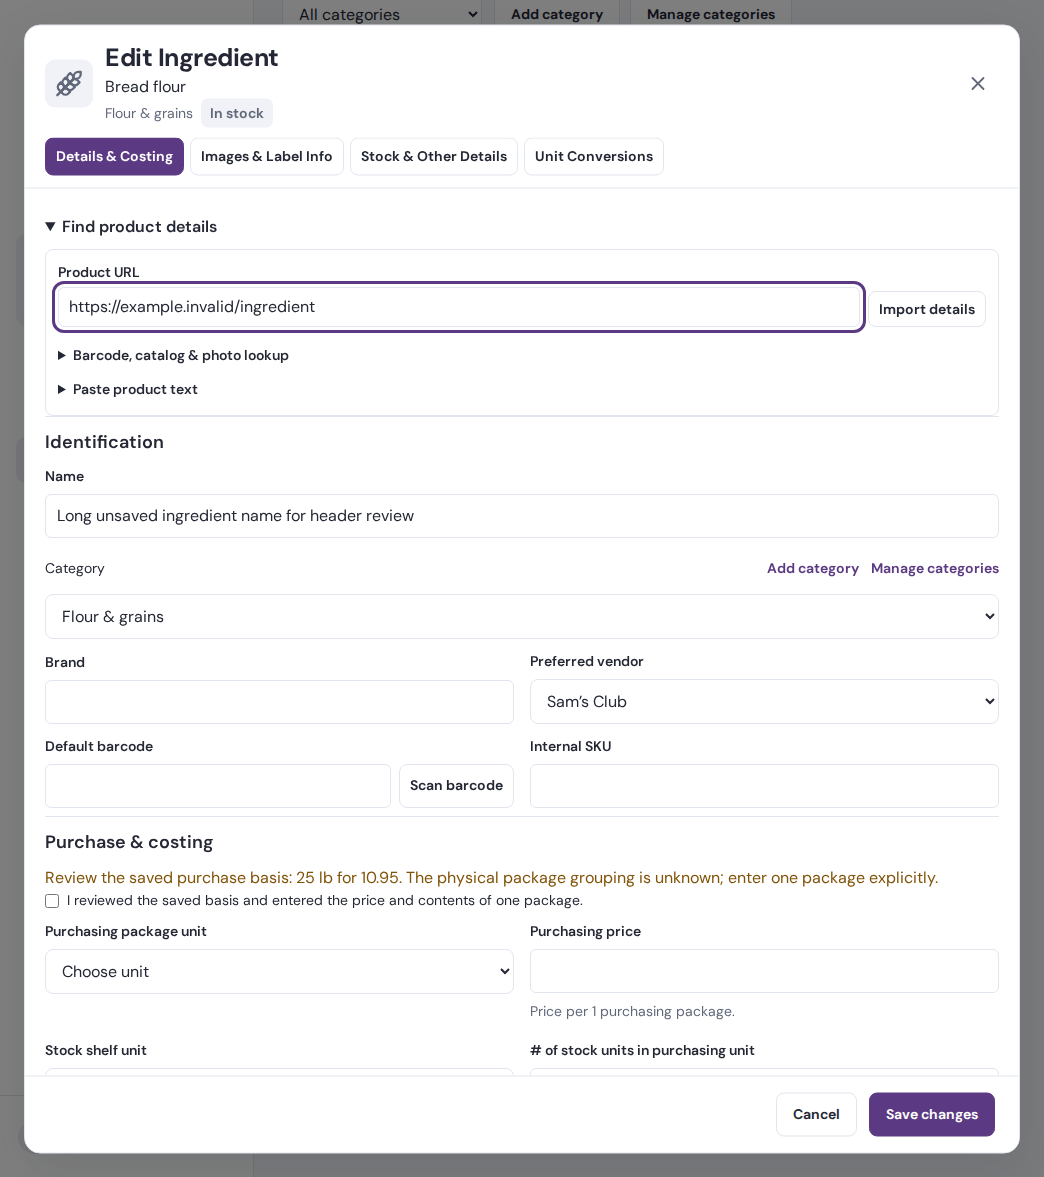 All categories
Add category
Manage categories
Edit Ingredient
Bread flour
Flour & grains
In stock
Details & Costing
Images & Label Info
Stock & Other Details
Unit Conversions
Find product details
Product URL
https://example.invalid/ingredient
Import details
Barcode, catalog & photo lookup
Paste product text
Identification
Name
Long unsaved ingredient name for header review
Category
Add category
Manage categories
Flour & grains
Brand
Preferred vendor
Sam’s Club
Default barcode
Internal SKU
Scan barcode
Purchase & costing
Review the saved purchase basis: 25 lb for 10.95. The physical package grouping is unknown; enter one package explicitly.
I reviewed the saved basis and entered the price and contents of one package.
Purchasing package unit
Purchasing price
Choose unit
Price per 1 purchasing package.
Stock shelf unit
# of stock units in purchasing unit
Cancel
Save changes